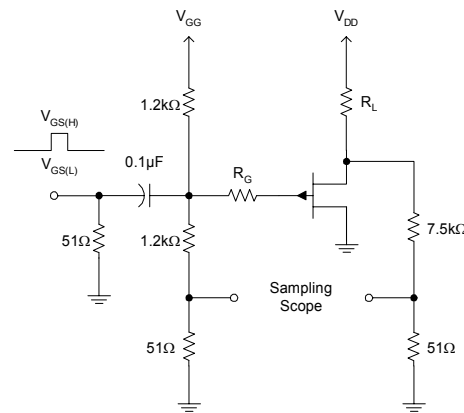 V_GG
V_DD
1.2kΩ
R_L
V_GS(H)
V_GS(L)
0.1µF
R_G
51Ω
1.2kΩ
7.5kΩ
Sampling
Scope
51Ω
51Ω